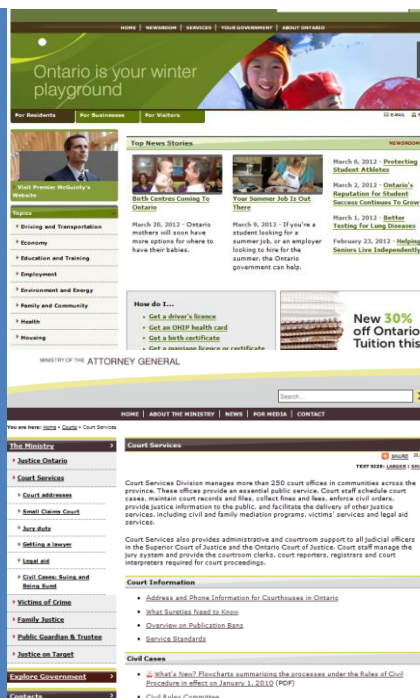 HOME | NEWSROOM | SERVICES | YOUR GOVERNMENT | ABOUT ONTARIO
Ontario is your winter
playground
For Residents
For Businesses
For Visitors
E-MAIL
Visit Premier McGuinty's
Website
Topics
Driving and Transportation
Economy
Education and Training
Employment
Environment and Energy
Family and Community
Health
Housing
Top News Stories
NEWSROOM
Birth Centres Coming To
Ontario
March 20, 2012 - Ontario
mothers will soon have
more options for where to
have their babies.
Your Summer Job Is Out
There
March 9, 2012 - If you're a
student looking for a
summer job, or an employer
looking to hire for the
summer, the Ontario
government can help.
March 6, 2012 - Protecting
Student Athletes
March 2, 2012 - Ontario's
Reputation for Student
Success Continues To Grow
March 1, 2012 - Better
Testing for Lung Diseases
February 23, 2012 - Helping
Seniors Live Independently
How do I...
Get a driver's licence
Get an OHIP health card
Get a birth certificate
Get a marriage licence or certificate
New 30%
off Ontario
Tuition this
MINISTRY OF THE ATTORNEY GENERAL
Search...
HOME | ABOUT THE MINISTRY | NEWS | FOR MEDIA | CONTACT
You are here: Home > Courts > Court Services
The Ministry
Justice Ontario
Court Services
Court addresses
Small Claims Court
Jury duty
Getting a lawyer
Legal aid
Civil Cases: Suing and
Being Sued
Victims of Crime
Family Justice
Public Guardian & Trustee
Justice on Target
Explore Government
Contacts
Court Services
SHARE
TEXT SIZE: LARGER |
Court Services Division manages more than 250 court offices in communities across the
province. These offices provide an essential public service. Court staff schedule court
cases, maintain court records and files, collect fines and fees, enforce civil orders,
provide justice information to the public, and facilitate the delivery of other justice
services, including civil and family mediation programs, victims' services and legal aid
services.
Court Services also provides administrative and courtroom support to all judicial officers
in the Superior Court of Justice and the Ontario Court of Justice. Court staff manage the
jury system and provide the courtroom clerks, court reporters, registrars and court
interpreters required for court proceedings.
Court Information
Address and Phone Information for Courthouses in Ontario
What Sureties Need to Know
Overview on Publication Bans
Service Standards
Civil Cases
What's New? Flowcharts summarizing the processes under the Rules of Civil
Procedure in effect on January 1, 2010 (PDF)
Civil Rules Committee